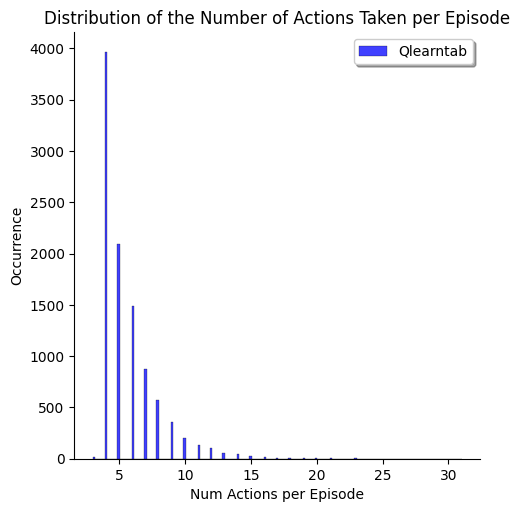 Distribution of the Number of Actions Taken per Episode
Qlearntab
4000
3500
3000
2500
2000
1500
1000
500
0
Occurrence
5 10 15 20 25 30
Num Actions per Episode